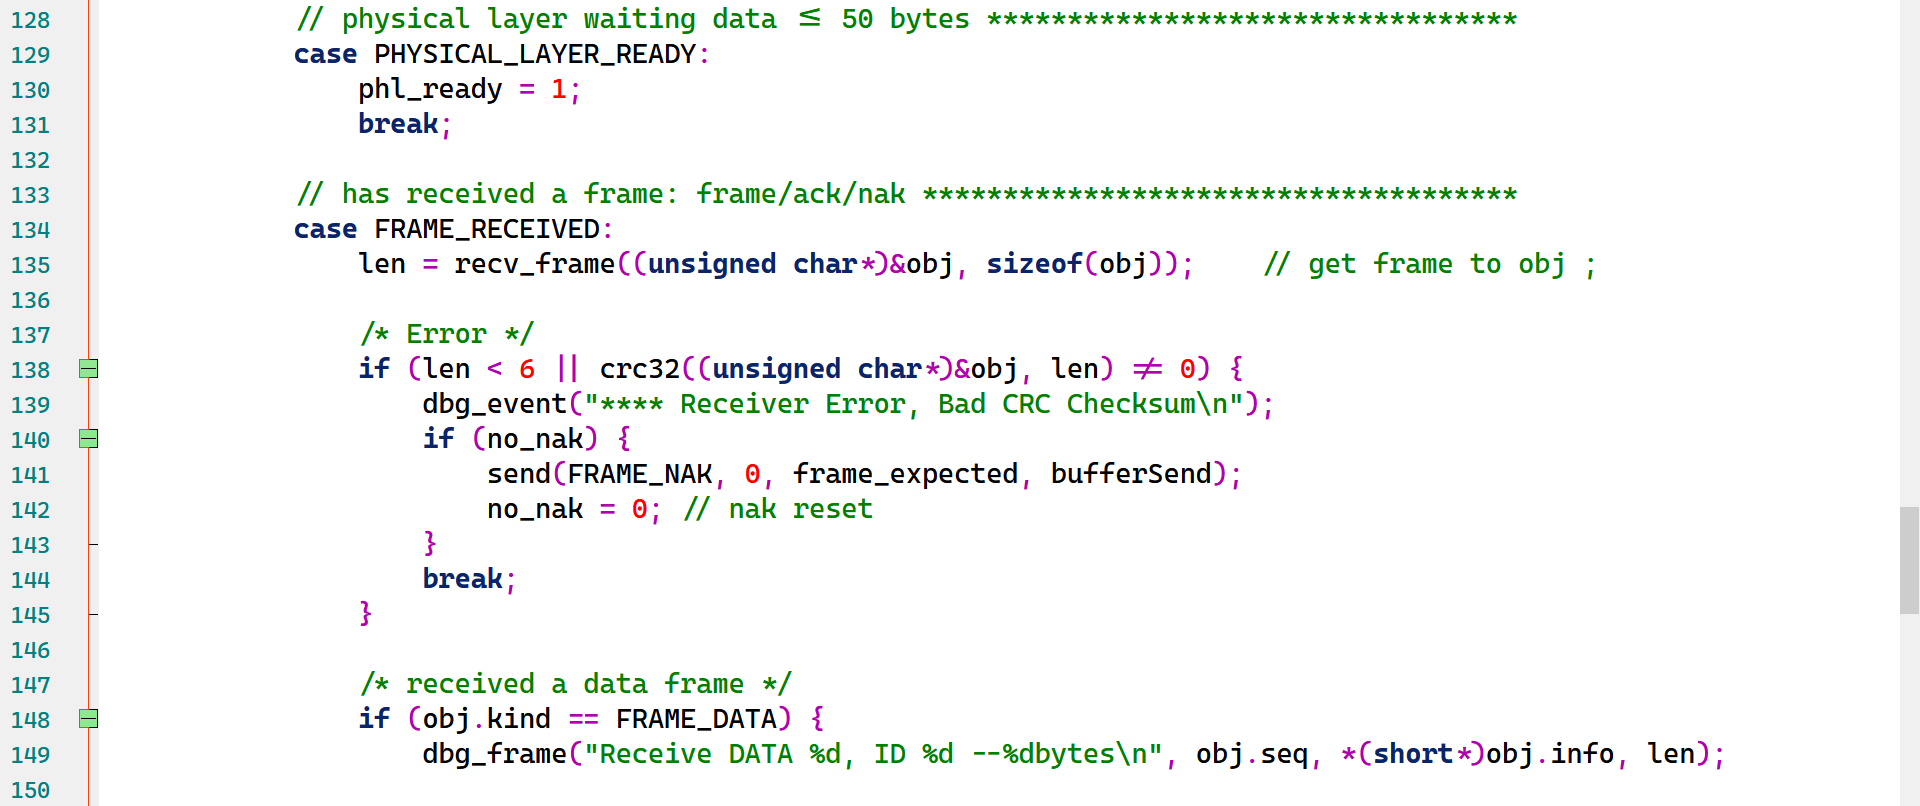 128 // physical layer waiting data ≤ 50 bytes *********************************
129 case PHYSICAL_LAYER_READY:
130 phl_ready = 1;
131 break;
132
133 // has received a frame: frame/ack/nak *************************************
134 case FRAME_RECEIVED:
135 len = recv_frame((unsigned char*)&obj, sizeof(obj)); // get frame to obj ;
136
137 /* Error */
138 if (len < 6 || crc32((unsigned char*)&obj, len) ≠ 0) {
139 dbg_event("**** Receiver Error, Bad CRC Checksum\n");
140 if (no_nak) {
141 send(FRAME_NAK, 0, frame_expected, bufferSend);
142 no_nak = 0; // nak reset
143 }
144 break;
145 }
146
147 /* received a data frame */
148 if (obj.kind == FRAME_DATA) {
149 dbg_frame("Receive DATA %d, ID %d --%dbytes\n", obj.seq, *(short*)obj.info, len);
150